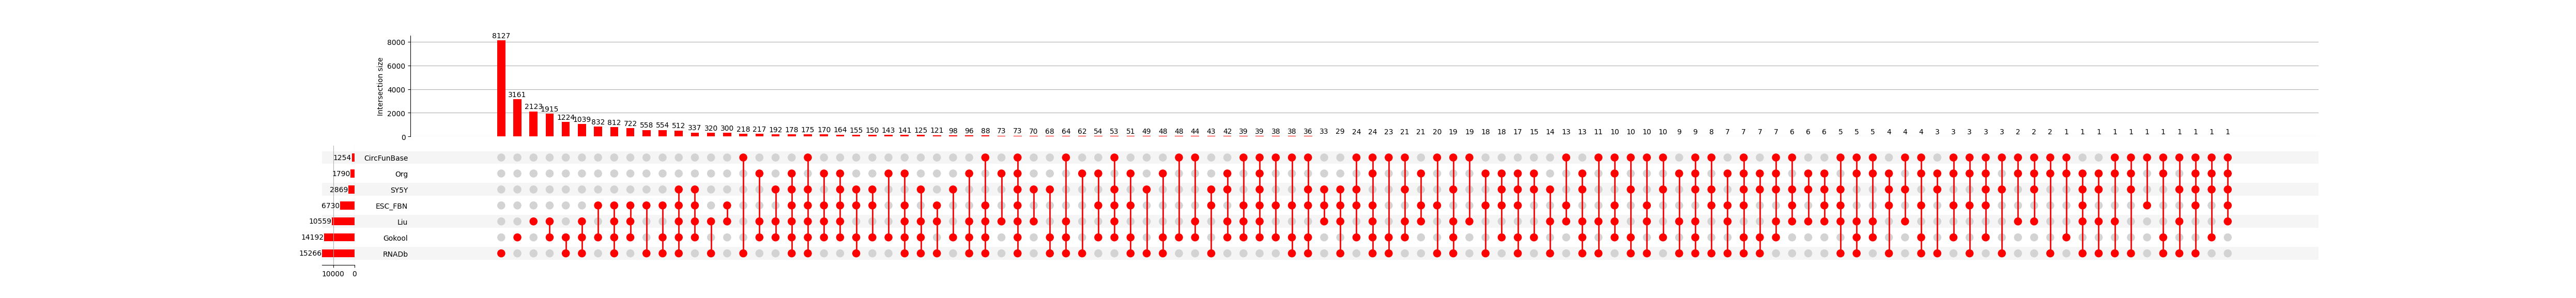 8127
8000
3161
6000
Intersection size
4000
2123
1915
2000
1224
1039
832 812 722 558 554 512 337 320 300 218 217 192 178 175 170 164 155 150 143 141 125 121 98 96 88 73 73 70 68 64 62 54 53 51 49 48 48 44 43 42 39 39 38 38 36 33 29 24 24 23 21 21 20 19 19 18 18 17 15 14 13 13 11 10 10 10 10 9 9 8 7 7 7 7 6 6 6 5 5 5 4 4 4 3 3 3 3 3 2 2 2 1 1 1 1 1 1 1 1 1 1 1
0
1254 CircFunBase
1790 Org
2869 SY5Y
6730 ESC_FBN
10559 Liu
14192 Gokool
15266 RNADb
10000 0